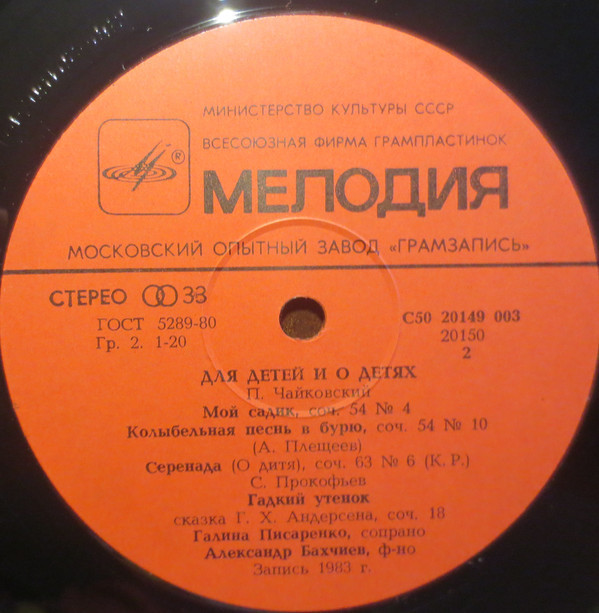 МИНИСТЕРСТВО КУЛЬТУРЫ СССР
ВСЕСОЮЗНАЯ ФИРМА ГРАМПЛАСТИНОК
®
МЕЛОДИЯ
МОСКОВСКИЙ ОПЫТНЫЙ ЗАВОД «ГРАМЗАПИСЬ»
СТЕРЕО 33
ГОСТ 5289-80
Гр. 2. 1-20
С50 20149 003
20150
2
ДЛЯ ДЕТЕЙ И О ДЕТЯХ
П. Чайковский
Мой садик, соч. 54 № 4
Колыбельная песнь в бурю, соч. 54 № 10
(А. Плещеев)
Серенада (О дитя), соч. 63 № 6 (К. Р.)
С. Прокофьев
Гадкий утенок
сказка Г. Х. Андерсена, соч. 18
Галина Писаренко, сопрано
Александр Бахчиев, ф-но
Запись 1983 г.